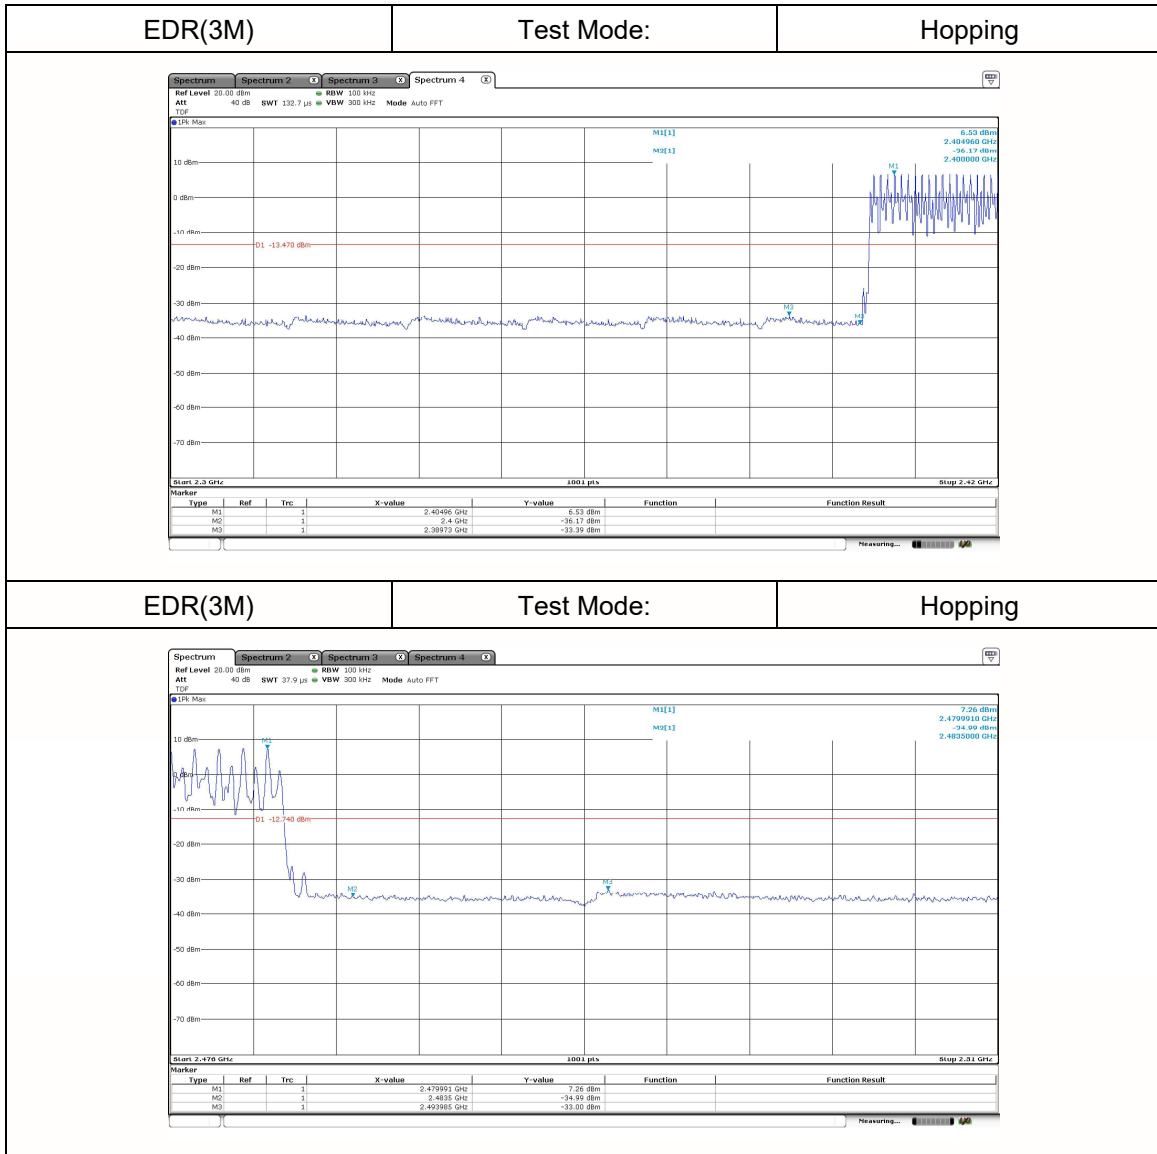 EDR(3M) Test Mode: Hopping
Spectrum Spectrum 2 X Spectrum 3 X Spectrum 4 X
Ref Level 20.00 dBm RBW 100 kHz
Att 40 dB SWT 132.7 µs VBW 300 kHz Mode Auto FFT
TDF
1Pk Max
M1[1] 6.53 dBm
2.404960 GHz
M2[1] -36.17 dBm
2.400000 GHz
10 dBm
M1
0 dBm
-10 dBm
D1 -13.470 dBm
-20 dBm
-30 dBm
M3
M2
-40 dBm
-50 dBm
-60 dBm
-70 dBm
Start 2.3 GHz 1001 pts Stop 2.42 GHz
Marker
Type Ref Trc X-value Y-value Function Function Result
M1 1 2.40496 GHz 6.53 dBm
M2 1 2.4 GHz -36.17 dBm
M3 1 2.38973 GHz -33.39 dBm
Measuring...
EDR(3M) Test Mode: Hopping
Spectrum Spectrum 2 X Spectrum 3 X Spectrum 4 X
Ref Level 20.00 dBm RBW 100 kHz
Att 40 dB SWT 37.9 µs VBW 300 kHz Mode Auto FFT
TDF
1Pk Max
M1[1] 7.26 dBm
2.4799910 GHz
M2[1] -34.99 dBm
2.4835000 GHz
10 dBm
M1
0 dBm
-10 dBm
D1 -12.740 dBm
-20 dBm
-30 dBm
M2
M3
-40 dBm
-50 dBm
-60 dBm
-70 dBm
Start 2.476 GHz 1001 pts Stop 2.51 GHz
Marker
Type Ref Trc X-value Y-value Function Function Result
M1 1 2.479991 GHz 7.26 dBm
M2 1 2.4835 GHz -34.99 dBm
M3 1 2.493985 GHz -33.00 dBm
Measuring...